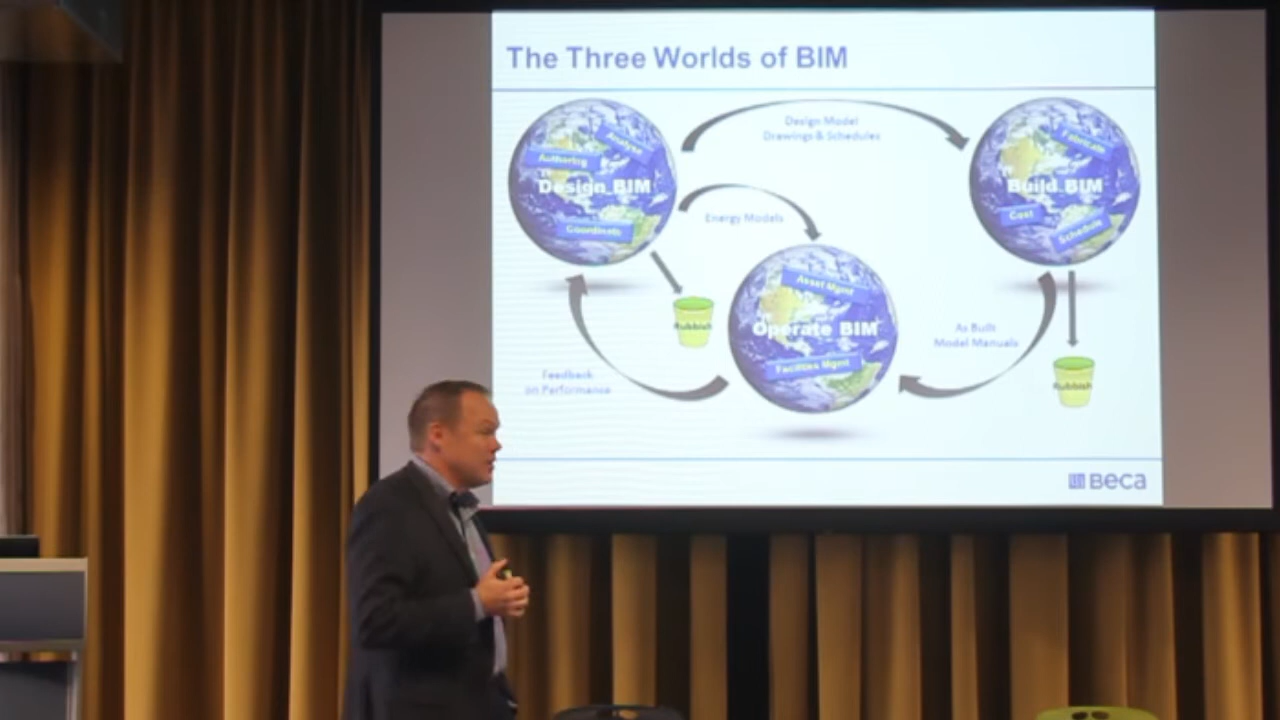 The Three Worlds of BIM
Design Model
Drawings & Schedules
Analyse
Authoring
Design BIM
Coordinate
Fabricate
Build BIM
Cost
Schedule
Energy Models
Rubbish
Asset Mgmt
Operate BIM
Facilities Mgmt
As Built
Model Manuals
Rubbish
Feedback
on Performance
Beca